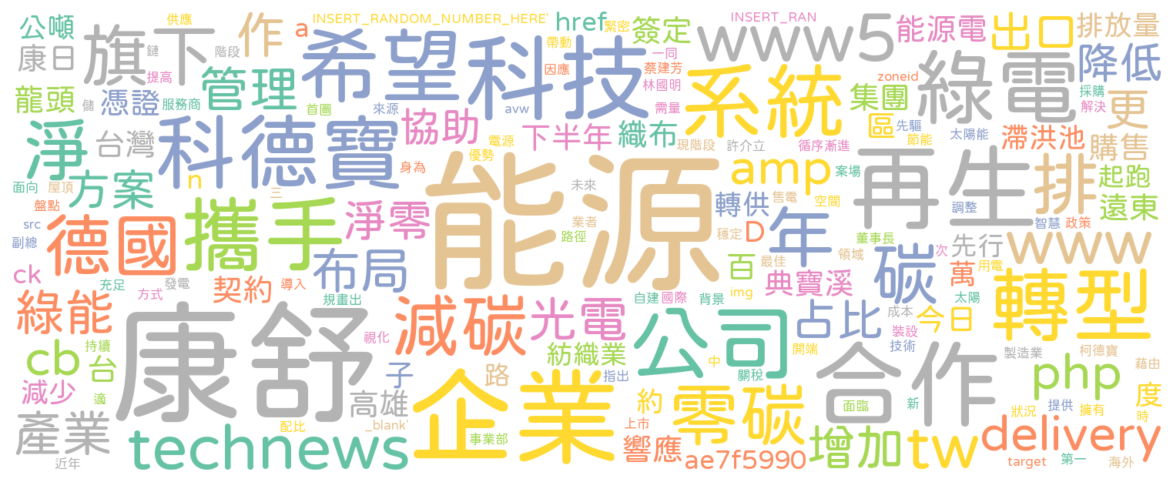 供應 INSERT_RANDOM_NUMBER_HERE' a href 緊密 簽定 INSERT_RAN 能源電 出口 排放量
公噸 康日 鏈 旗下 階段 作 希望科技 帶動 一同 www5 降低
提高 因應 蔡建芳 林國明 zoneid 綠電 採購 解決
龍頭 憑證 服務商 管理 首圖 來源 avw 需量 系統 集團 更
淨 台灣 科德寶 協助 電源 下半年 織布 現階段 許介立 循序漸進 區 先驅 節能 太陽能 滯洪池 購售
面向 屋頂 方案 n 優勢 身為 能源 未來 amp 案場 再生 排 起跑
盤點 三 轉供 售電 空間 調整 智慧 政策 遠東
src 副總 德國 攜手 淨零 業者 路徑 穩定 D 年 董事長 先行 www
ck 充足 發電 契約 導入 布局 百 最佳 典寶溪 領域 碳 次 萬 用電
綠能 方式 規畫出 自建 國際 背景 img 占比 成本 太陽 今日 轉型
cb 持續 台 康舒 視化 減碳 光電 公司 裝設 技術
減少 適 子 紡織業 指出 中 關稅 開端 合作 製造業 柯德寶 藉由
產業 高雄 路 企業 約 零碳 面臨 新 php 度
_blank' 配比 上市 狀況 提供 擁有 時
近年 technews 事業部 響應 ae7f5990 增加 tw delivery
target 第一 海外